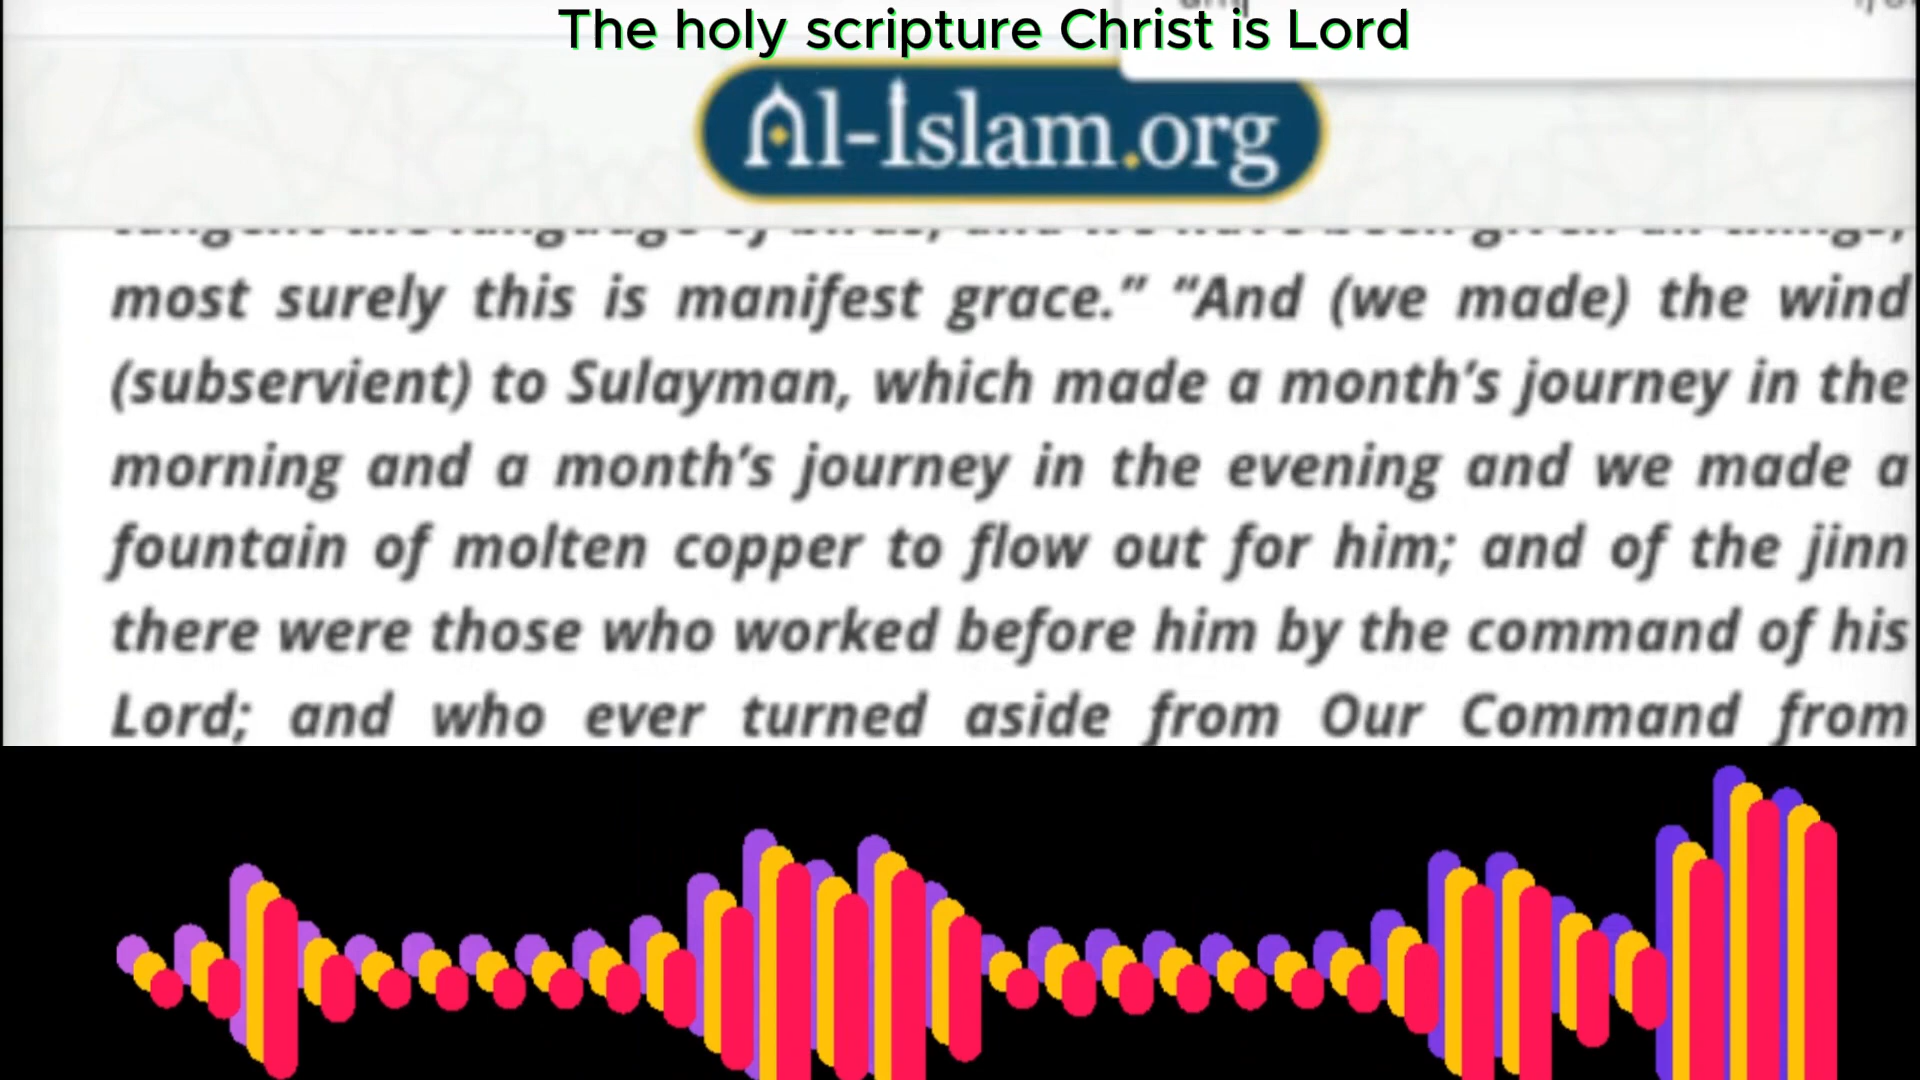 The holy scripture Christ is Lord
Al-Islam.org
most surely this is manifest grace.” “And (we made) the wind
(subservient) to Sulayman, which made a month’s journey in the
morning and a month’s journey in the evening and we made a
fountain of molten copper to flow out for him; and of the jinn
there were those who worked before him by the command of his
Lord; and who ever turned aside from Our Command from